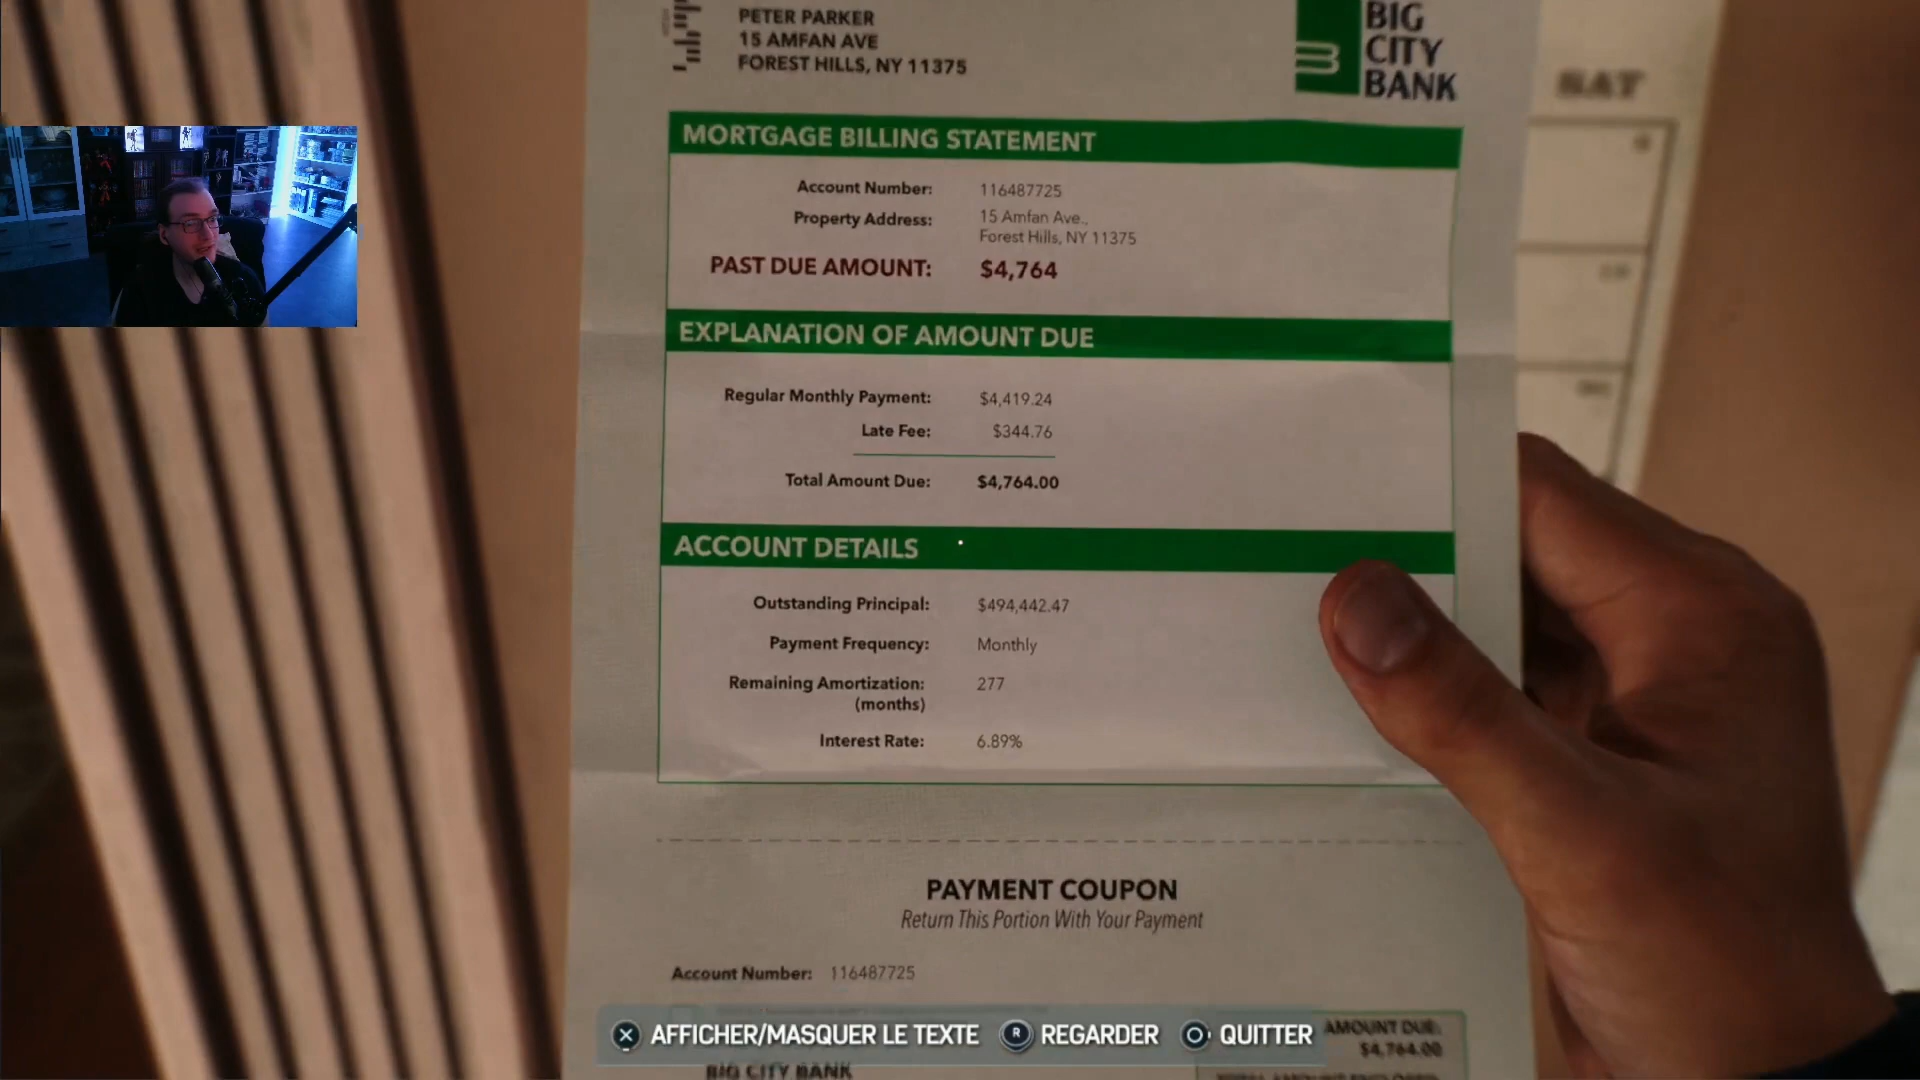 PETER PARKER
15 AMFAN AVE
FOREST HILLS, NY 11375
BIG
CITY
BANK
SAT
MORTGAGE BILLING STATEMENT
Account Number: 116487725
Property Address: 15 Amfan Ave.,
Forest Hills, NY 11375
PAST DUE AMOUNT: $4,764
EXPLANATION OF AMOUNT DUE
Regular Monthly Payment: $4,419.24
Late Fee: $344.76
Total Amount Due: $4,764.00
ACCOUNT DETAILS
Outstanding Principal: $494,442.47
Payment Frequency: Monthly
Remaining Amortization: 277
(months)
Interest Rate: 6.89%
PAYMENT COUPON
Return This Portion With Your Payment
Account Number: 116487725
AFFICHER/MASQUER LE TEXTE R REGARDER QUITTER
AMOUNT DUE:
$4,764.00
BIG CITY BANK